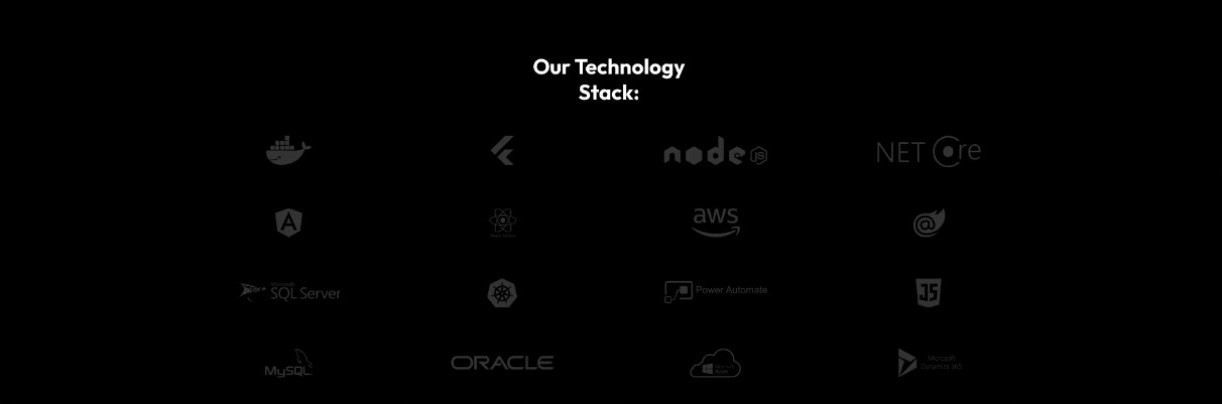 Our Technology
Stack:
node JS
NET Core
aws
SQL Server
Power Automate
JS
MySQL
ORACLE
Microsoft
Dynamics 365